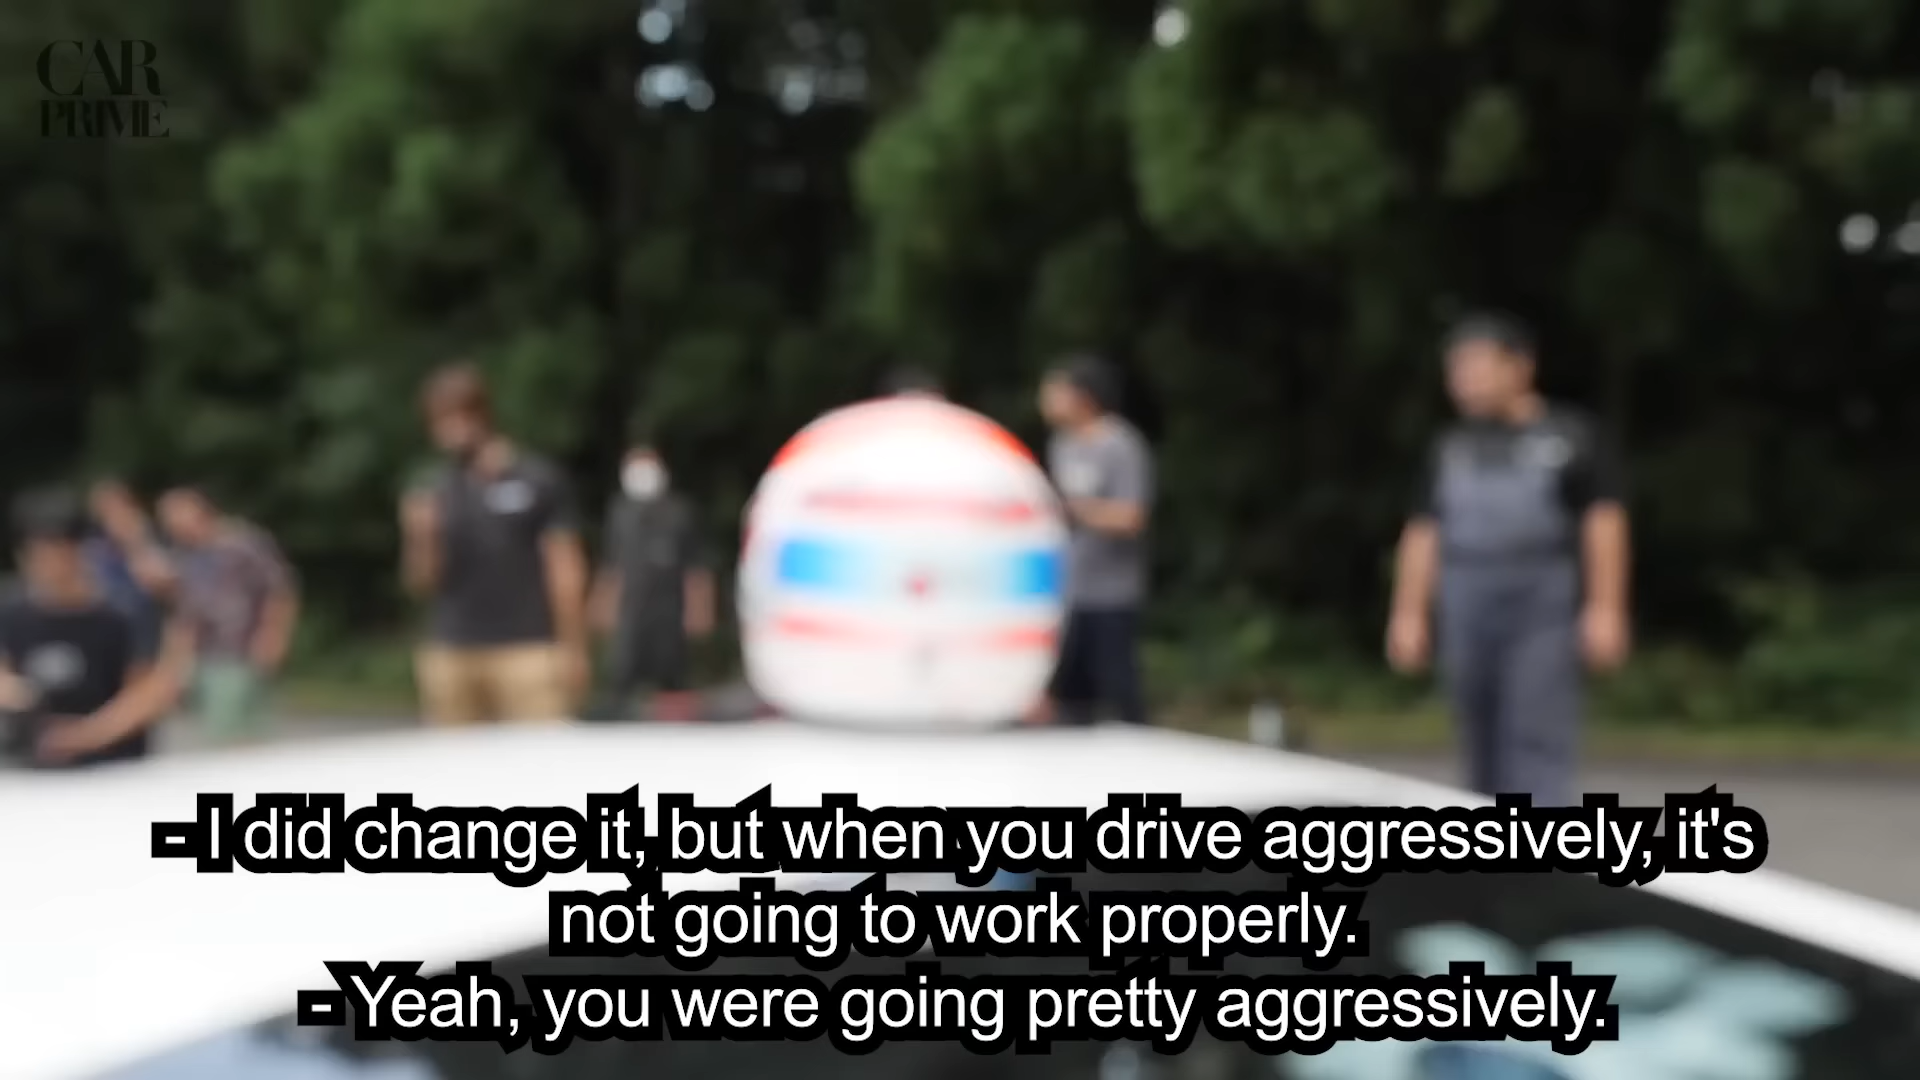 CAR
PRIME
- I did change it, but when you drive aggressively, it's
not going to work properly.
- Yeah, you were going pretty aggressively.